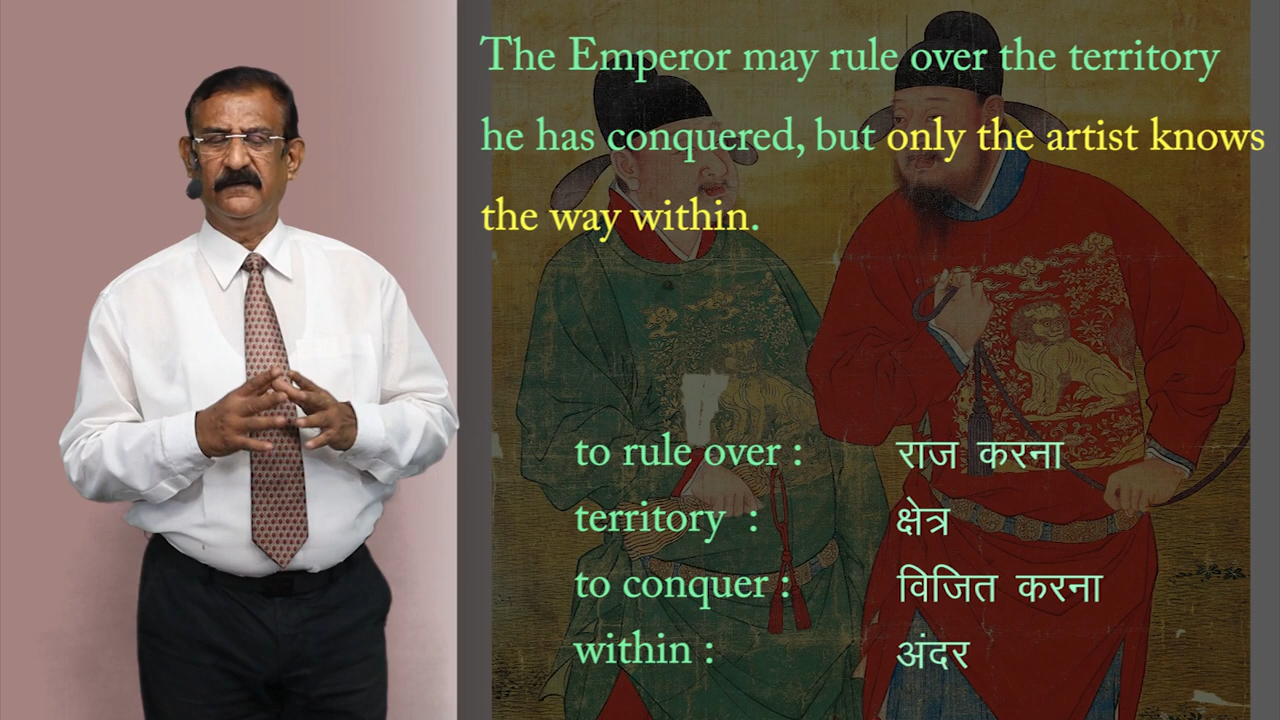 The Emperor may rule over the territory
he has conquered, but only the artist knows
the way within.
to rule over : राज करना
territory : क्षेत्र
to conquer : विजित करना
within : अंदर